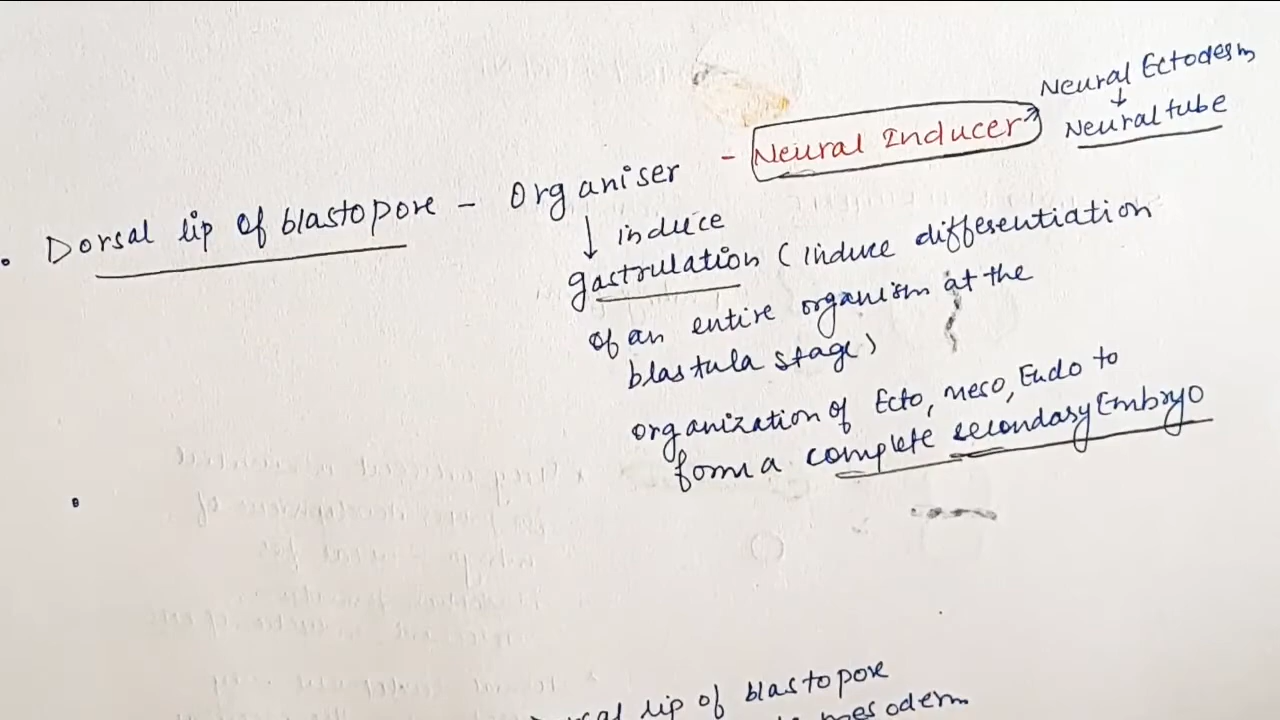 Neural Ectoderm
↓
Neural tube
• Dorsal lip of blastopore - Organiser - Neural Inducer
↓ induce
gastrulation (induce differentiation
of an entire organism at the
blastula stage)
organization of Ecto, meso, Endo to
form a complete secondary Embryo
lip of blastopore
mesoderm